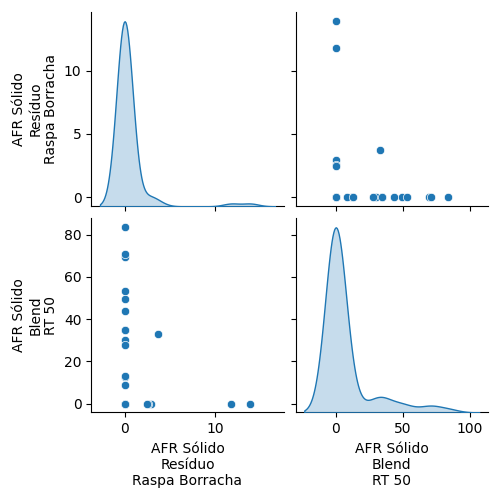 AFR Sólido
Resíduo
Raspa Borracha
10
5
0
AFR Sólido
Blend
RT 50
80
60
40
20
0
0
10
0
50
100
AFR Sólido
Resíduo
Raspa Borracha
AFR Sólido
Blend
RT 50